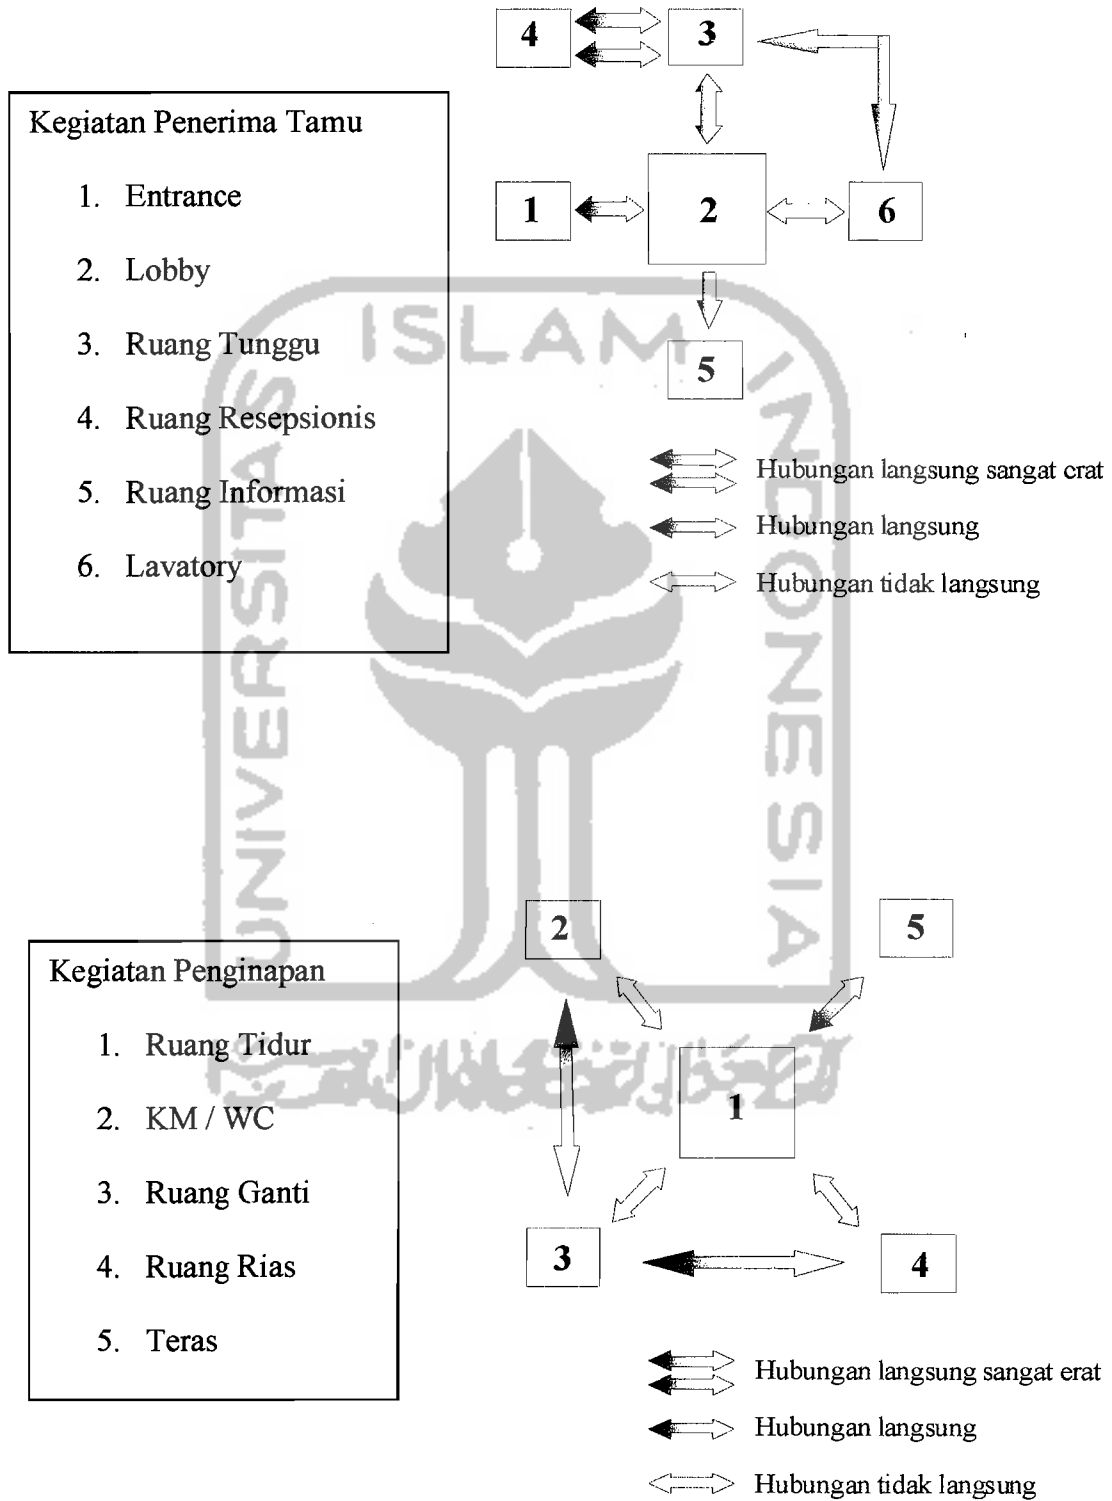 4
3
Kegiatan Penerima Tamu
1. Entrance
2. Lobby
3. Ruang Tunggu
4. Ruang Resepsionis
5. Ruang Informasi
6. Lavatory
1
2
6
5
Hubungan langsung sangat erat
Hubungan langsung
Hubungan tidak langsung
UNIVERSITAS
ISLAM
INDONESIA
Kegiatan Penginapan
1. Ruang Tidur
2. KM / WC
3. Ruang Ganti
4. Ruang Rias
5. Teras
2
5
1
3
4
Hubungan langsung sangat erat
Hubungan langsung
Hubungan tidak langsung